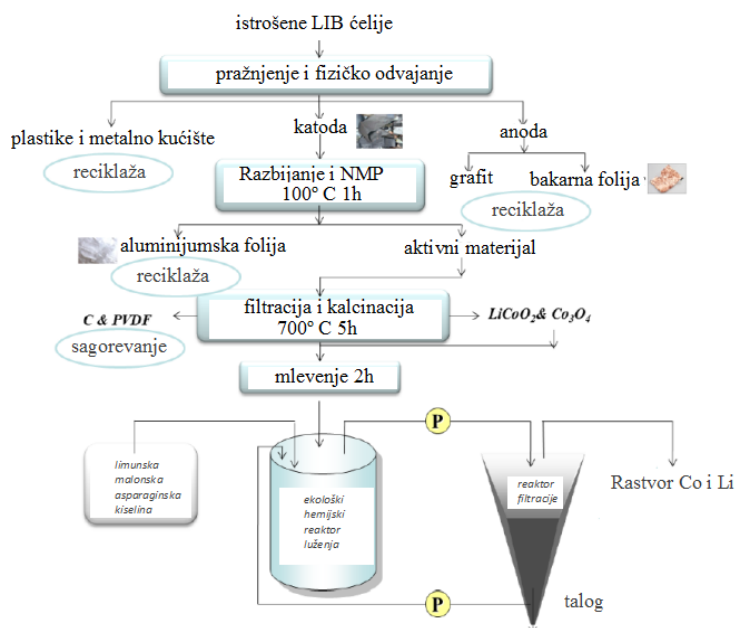 istrošene LIB ćelije
pražnjenje i fizičko odvajanje
plastike i metalno kućište
katoda
anoda
reciklaža
Razbijanje i NMP
100° C 1h
grafit
bakarna folija
reciklaža
aluminijumska folija
aktivni materijal
reciklaža
filtracija i kalcinacija
700° C 5h
C & PVDF
LiCoO₂& Co₃O₄
sagorevanje
mlevenje 2h
P
limunska
malonska
asparaginska
kiselina
ekološki
hemijski
reaktor
luženja
reaktor
filtracije
Rastvor Co i Li
P
talog